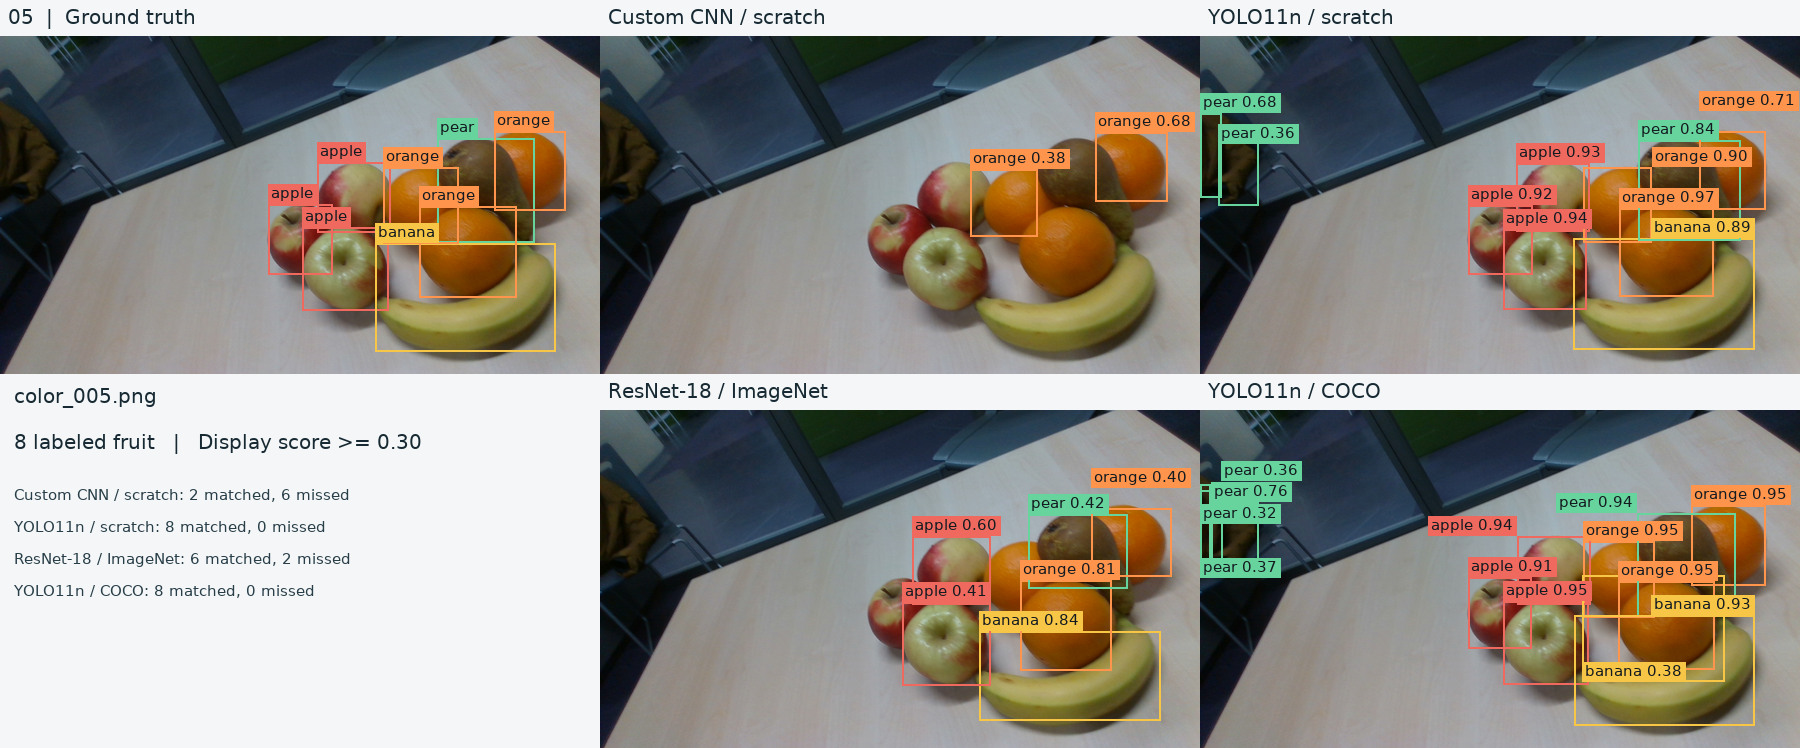 05 | Ground truth
apple
orange
pear
orange
apple
apple
orange
banana
Custom CNN / scratch
orange 0.38
orange 0.68
YOLO11n / scratch
pear 0.68
pear 0.36
orange 0.71
pear 0.84
apple 0.93
orange 0.90
apple 0.92
orange 0.97
apple 0.94
banana 0.89
color_005.png
8 labeled fruit | Display score >= 0.30
Custom CNN / scratch: 2 matched, 6 missed
YOLO11n / scratch: 8 matched, 0 missed
ResNet-18 / ImageNet: 6 matched, 2 missed
YOLO11n / COCO: 8 matched, 0 missed
ResNet-18 / ImageNet
orange 0.40
pear 0.42
apple 0.60
orange 0.81
apple 0.41
banana 0.84
YOLO11n / COCO
pear 0.36
pear 0.76
pear 0.32
pear 0.37
pear 0.94
orange 0.95
apple 0.94
orange 0.95
apple 0.91
orange 0.95
apple 0.95
banana 0.93
banana 0.38